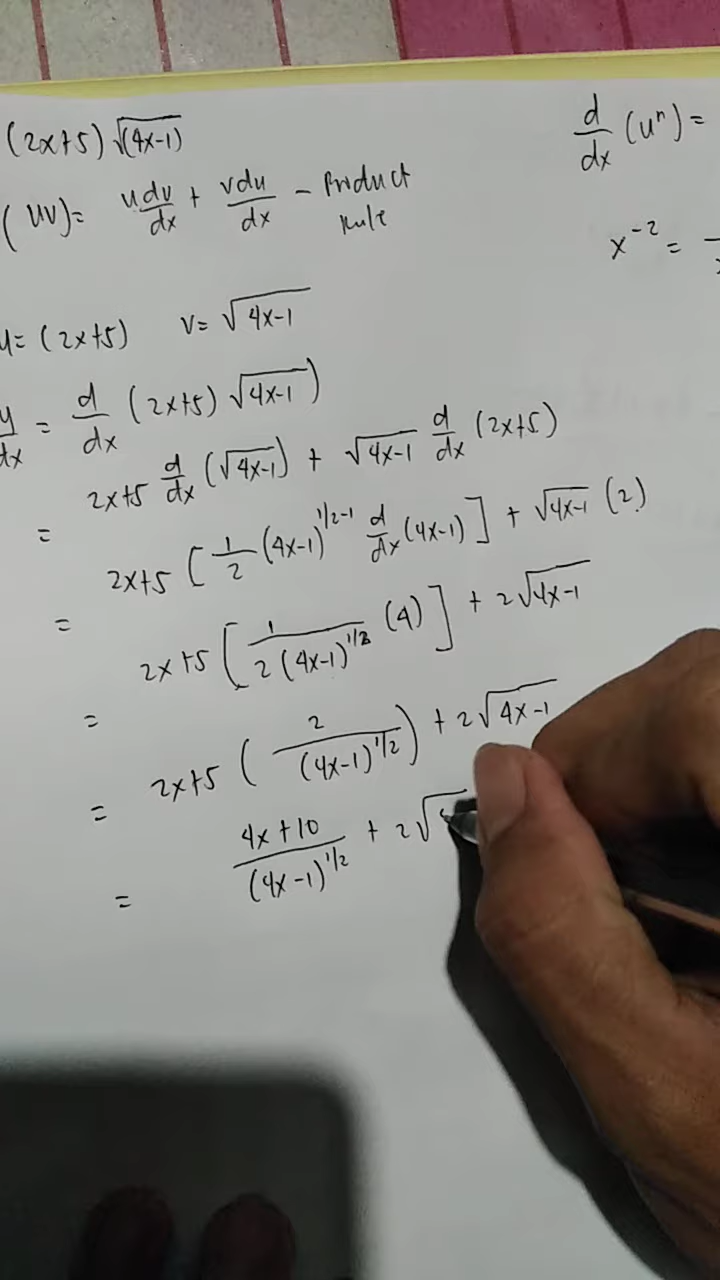 (2x+5) √(4x-1)
d/dx (uⁿ) =
(uv)= udv/dx + vdu/dx - Product Rule
x⁻² =
u= (2x+5) v= √4x-1
y/dx = d/dx (2x+5) √4x-1)
= 2x+5 d/dx (√4x-1) + √4x-1 d/dx (2x+5)
= 2x+5 [1/2 (4x-1)^1/2-1 d/dx (4x-1)] + √4x-1 (2)
= 2x+5 [1/2(4x-1)^1/2 (4)] + 2√4x-1
= 2x+5 (2/(4x-1)^1/2) + 2√4x-1
= 4x+10/(4x-1)^1/2 + 2√